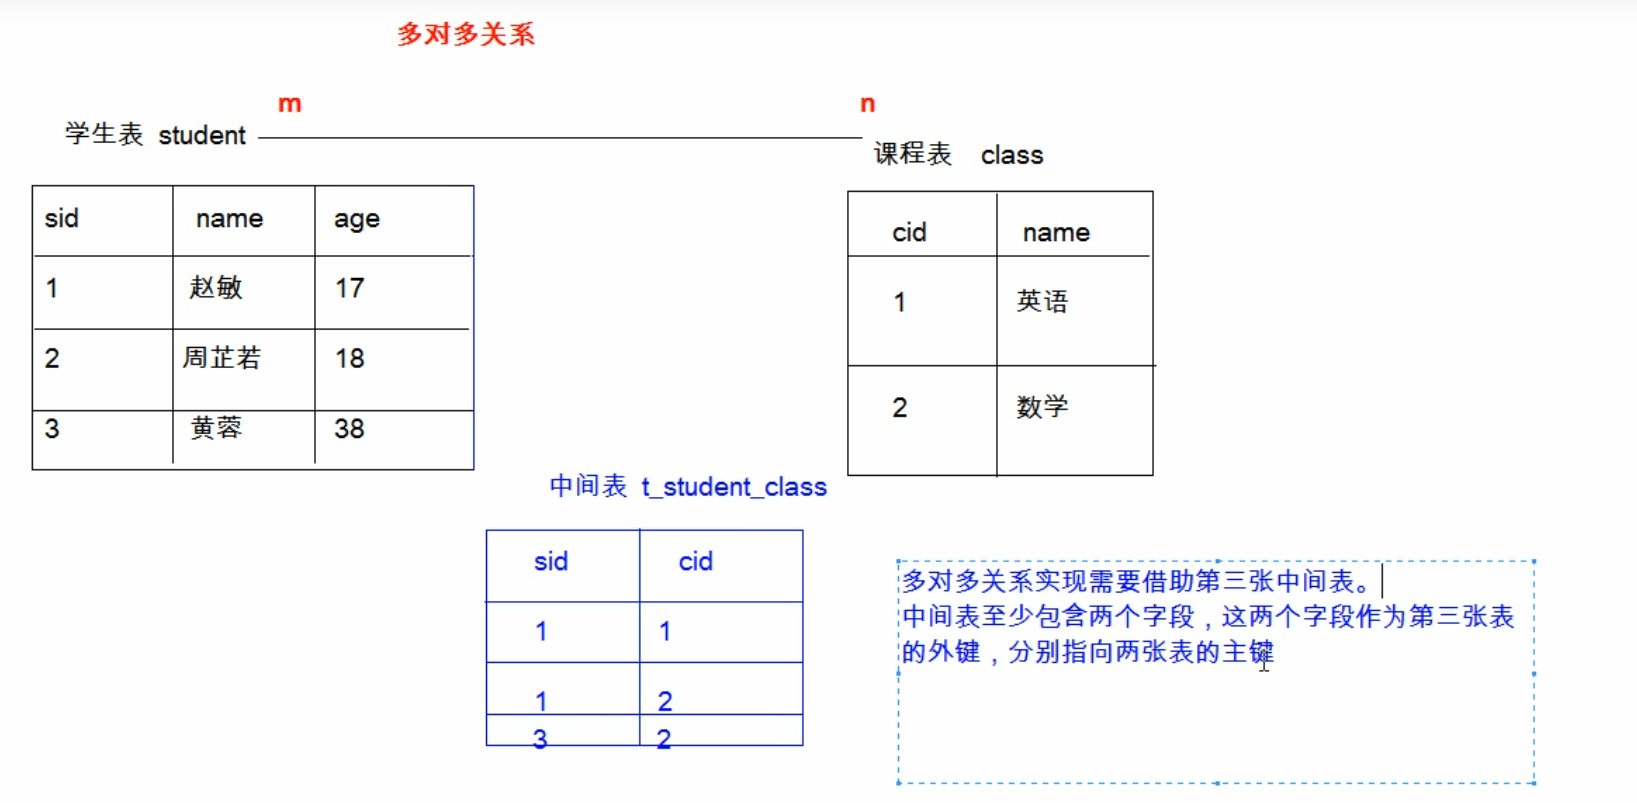 多对多关系
m n
学生表 student
课程表 class
sid name age
1 赵敏 17
2 周芷若 18
3 黄蓉 38
cid name
1 英语
2 数学
中间表 t_student_class
sid cid
1 1
1 2
3 2
多对多关系实现需要借助第三张中间表。
中间表至少包含两个字段，这两个字段作为第三张表
的外键，分别指向两张表的主键